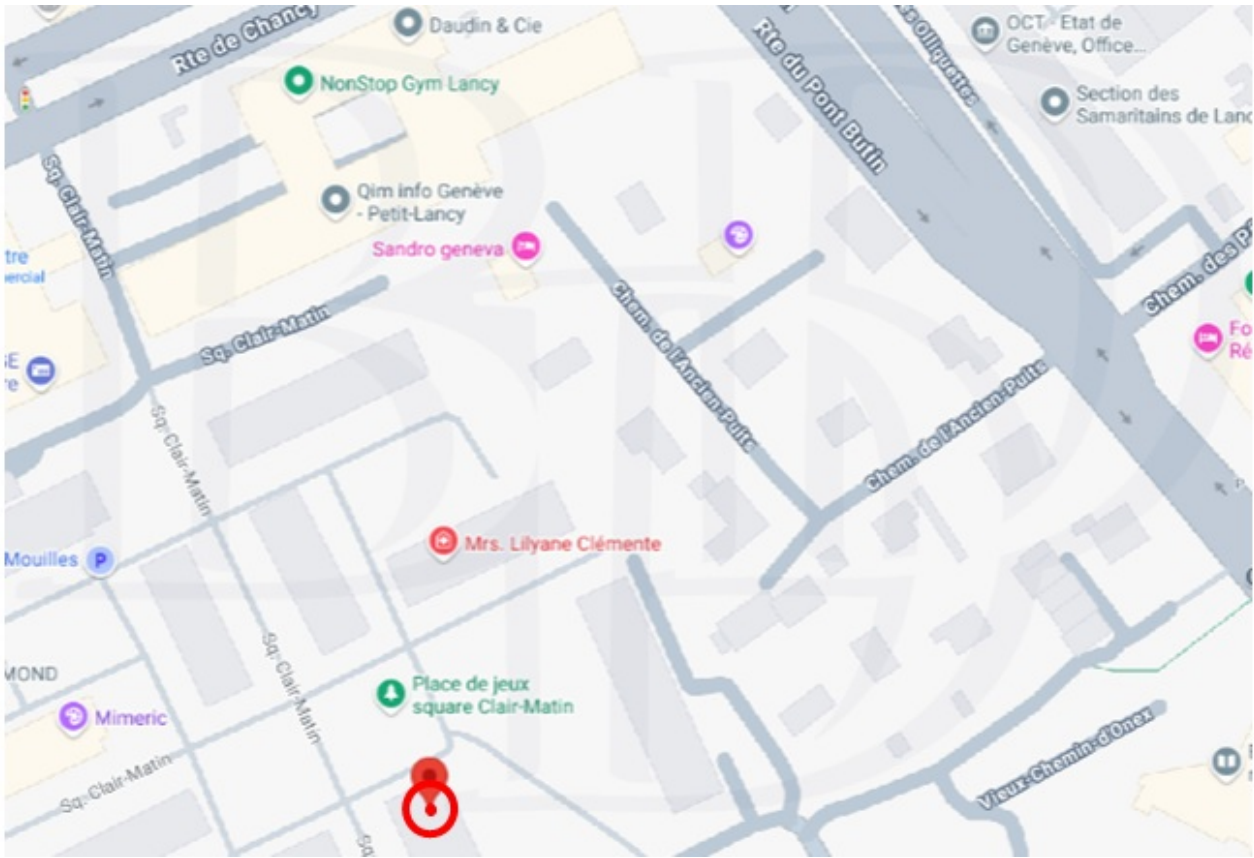 Rte de Chancy
Daudin & Cie
NonStop Gym Lancy
Rte du Pont Butin
OCT - Etat de
Genève, Office...
Section des
Samaritains de Lanc
Sq. Clair-Matin
Qim info Genève
- Petit-Lancy
Sandro geneva
Chem. des P
Sq. Clair-Matin
Chem. de l'Ancien-Puits
Fo
Ré
Chem. de l'Ancien-Puits
Sq. Clair-Matin
Mouilles
P
Mrs. Lilyane Clémente
Sq. Clair-Matin
MOND
Mimeric
Place de jeux
square Clair-Matin
Sq. Clair-Matin
Vieux-Chemin-d'Onex
Sq